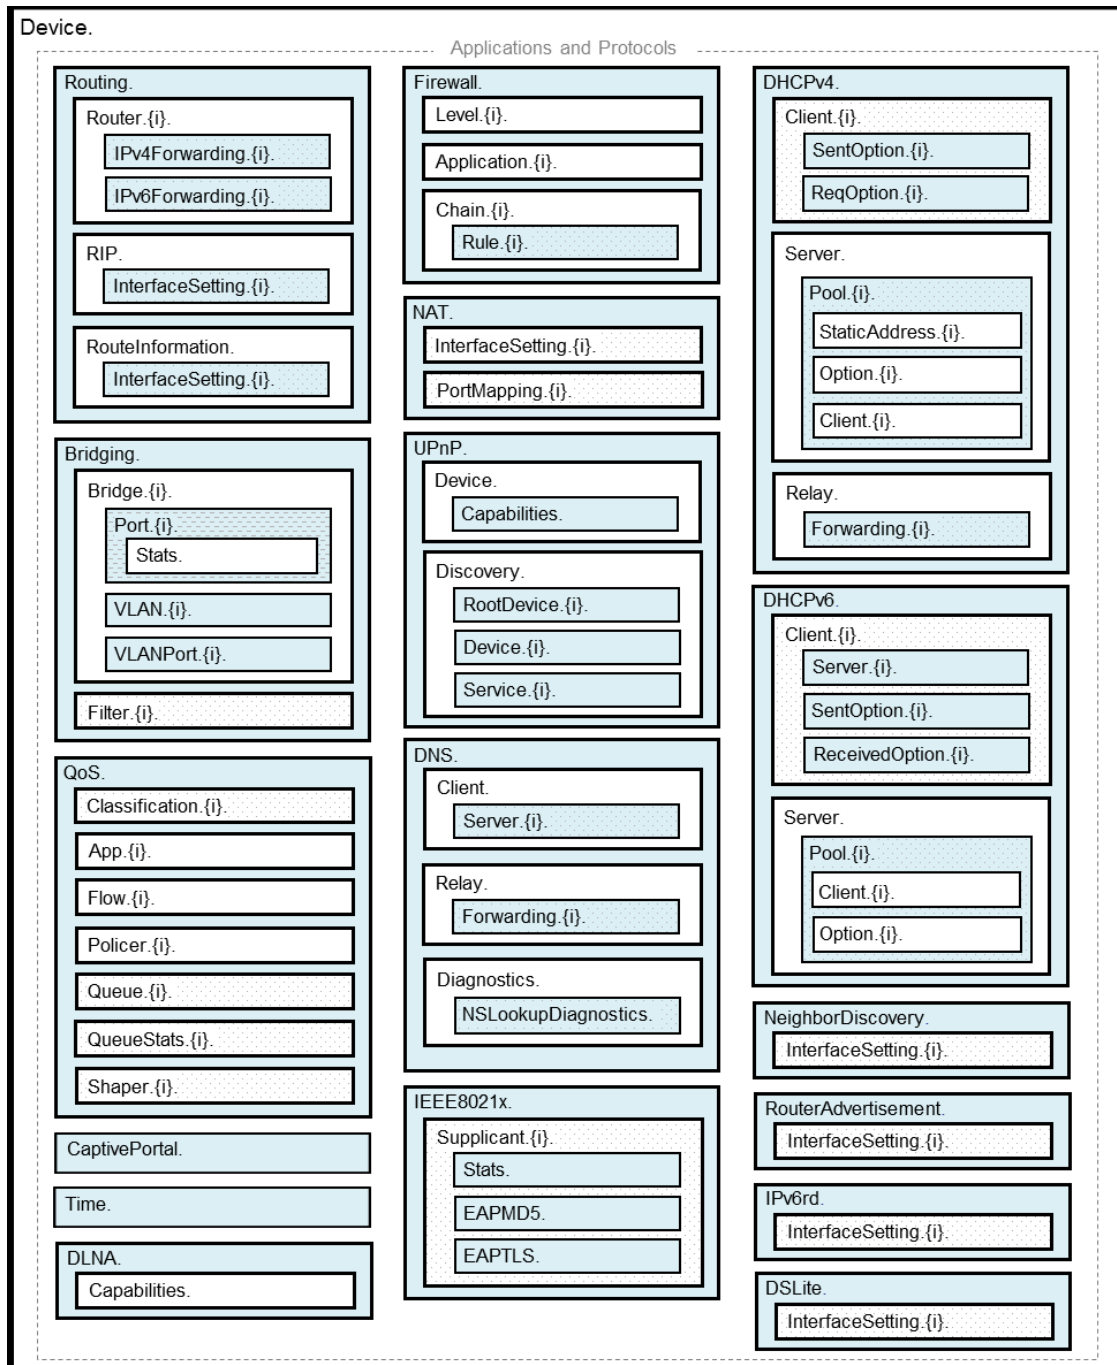 Device.
Applications and Protocols
Routing.
Router.{i}.
IPv4Forwarding.{i}.
IPv6Forwarding.{i}.
RIP.
InterfaceSetting.{i}.
RouteInformation.
InterfaceSetting.{i}.
Bridging.
Bridge.{i}.
Port.{i}.
Stats.
VLAN.{i}.
VLANPort.{i}.
Filter.{i}.
QoS.
Classification.{i}.
App.{i}.
Flow.{i}.
Policer.{i}.
Queue.{i}.
QueueStats.{i}.
Shaper.{i}.
CaptivePortal.
Time.
DLNA.
Capabilities.
Firewall.
Level.{i}.
Application.{i}.
Chain.{i}.
Rule.{i}.
NAT.
InterfaceSetting.{i}.
PortMapping.{i}.
UPnP.
Device.
Capabilities.
Discovery.
RootDevice.{i}.
Device.{i}.
Service.{i}.
DNS.
Client.
Server.{i}.
Relay.
Forwarding.{i}.
Diagnostics.
NSLookupDiagnostics.
IEEE8021x.
Supplicant.{i}.
Stats.
EAPMD5.
EAPTLS.
DHCPv4.
Client.{i}.
SentOption.{i}.
ReqOption.{i}.
Server.
Pool.{i}.
StaticAddress.{i}.
Option.{i}.
Client.{i}.
Relay.
Forwarding.{i}.
DHCPv6.
Client.{i}.
Server.{i}.
SentOption.{i}.
ReceivedOption.{i}.
Server.
Pool.{i}.
Client.{i}.
Option.{i}.
NeighborDiscovery.
InterfaceSetting.{i}.
RouterAdvertisement.
InterfaceSetting.{i}.
IPv6rd.
InterfaceSetting.{i}.
DSLite.
InterfaceSetting.{i}.